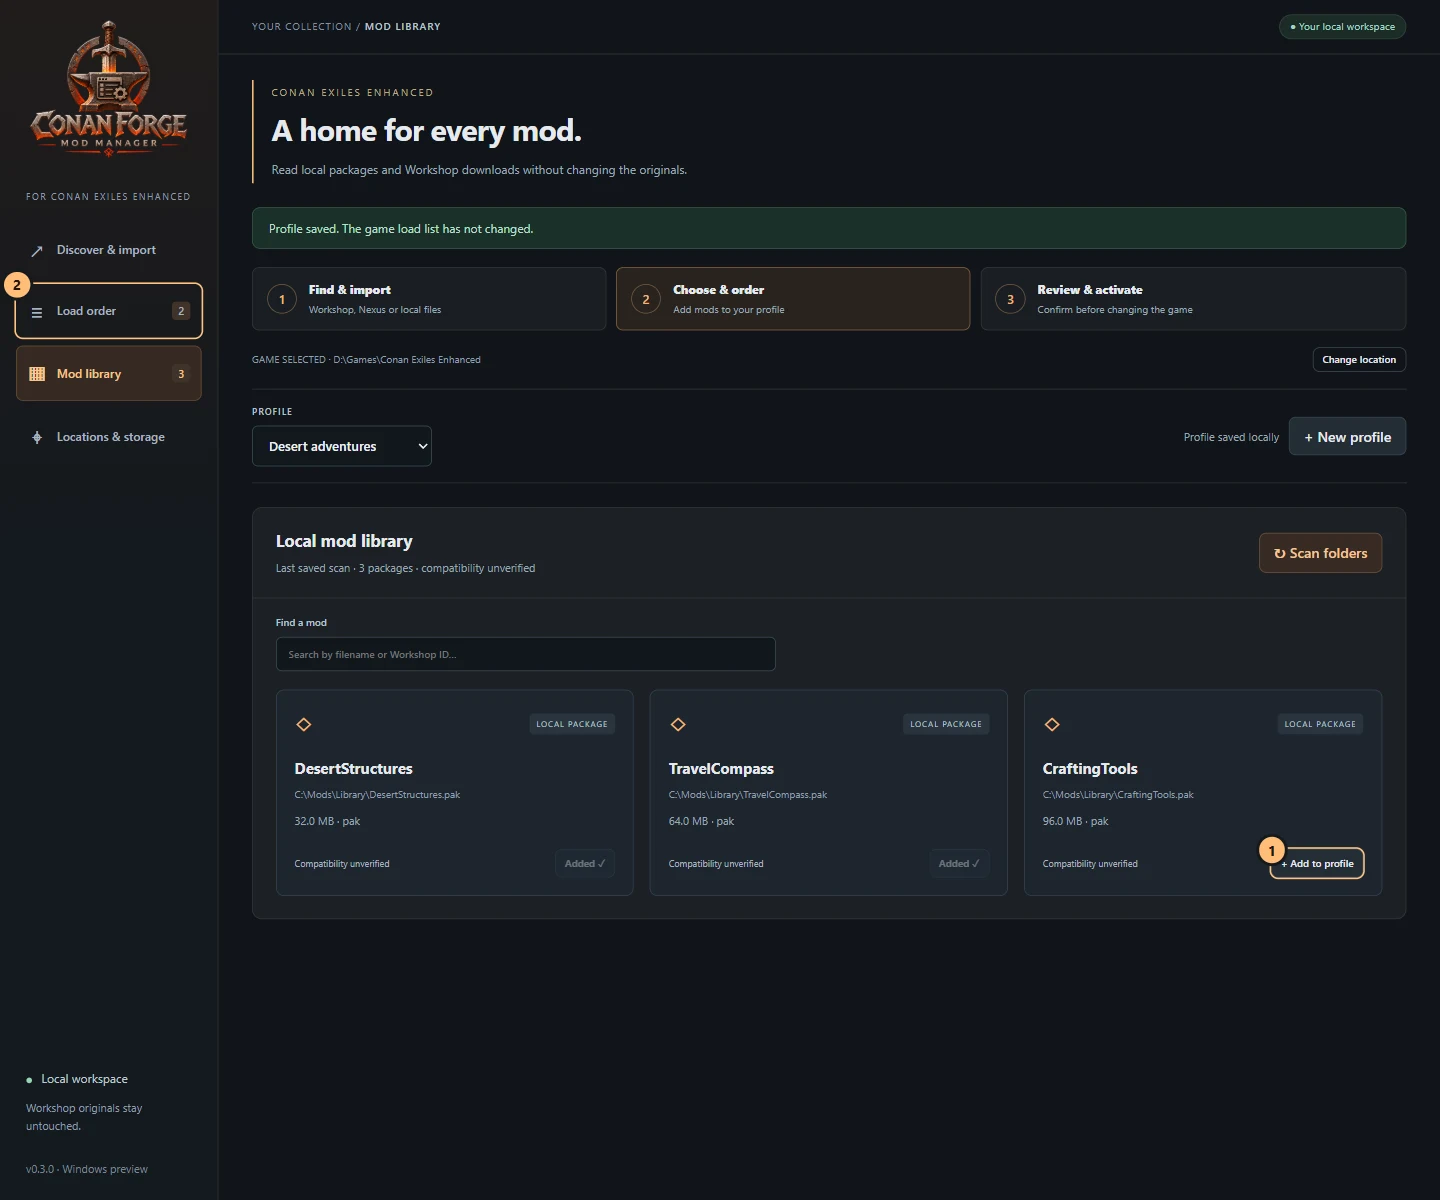 CONAN FORGE
MOD MANAGER
FOR CONAN EXILES ENHANCED
Discover & import
2
Load order 2
Mod library 3
Locations & storage
Local workspace
Workshop originals stay
untouched.
v0.3.0 · Windows preview
YOUR COLLECTION / MOD LIBRARY
Your local workspace
CONAN EXILES ENHANCED
A home for every mod.
Read local packages and Workshop downloads without changing the originals.
Profile saved. The game load list has not changed.
1
Find & import
Workshop, Nexus or local files
2
Choose & order
Add mods to your profile
3
Review & activate
Confirm before changing the game
GAME SELECTED · D:\Games\Conan Exiles Enhanced
Change location
PROFILE
Desert adventures
Profile saved locally
+ New profile
Local mod library
Last saved scan · 3 packages · compatibility unverified
↻ Scan folders
Find a mod
Search by filename or Workshop ID...
LOCAL PACKAGE
DesertStructures
C:\Mods\Library\DesertStructures.pak
32.0 MB · pak
Compatibility unverified
Added ✓
LOCAL PACKAGE
TravelCompass
C:\Mods\Library\TravelCompass.pak
64.0 MB · pak
Compatibility unverified
Added ✓
LOCAL PACKAGE
CraftingTools
C:\Mods\Library\CraftingTools.pak
96.0 MB · pak
Compatibility unverified
1
+ Add to profile